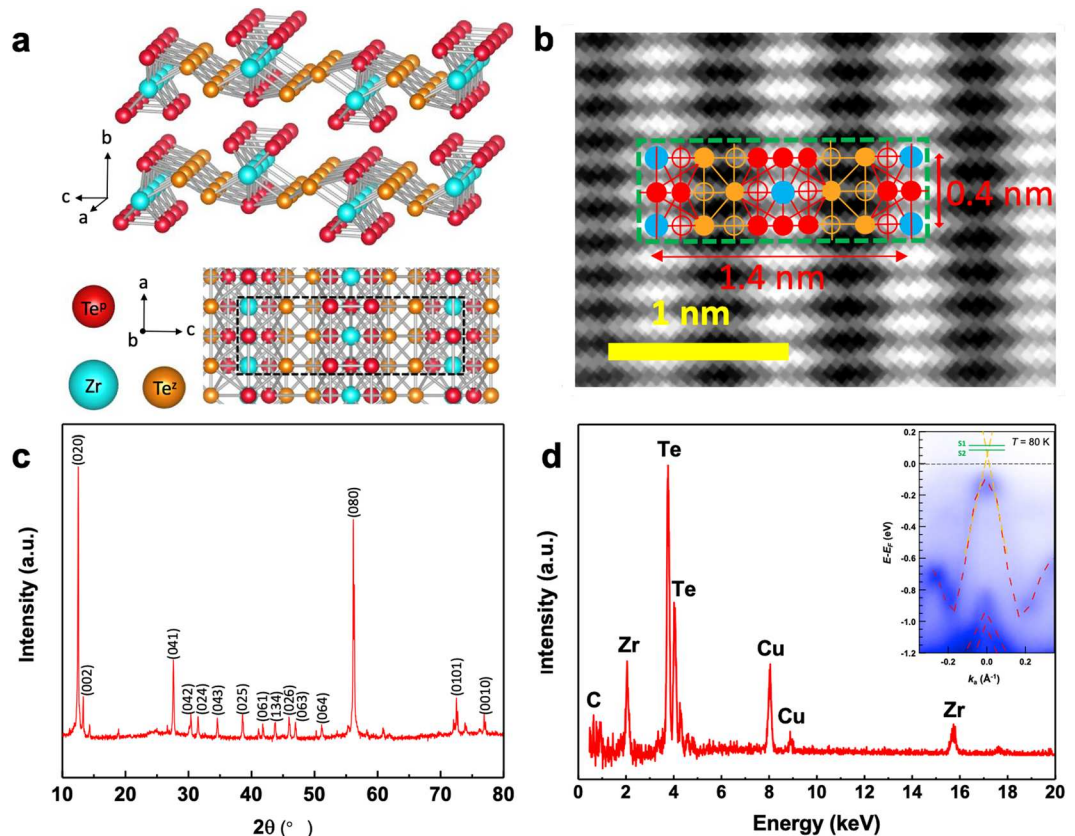 a
b
c
a
Te^p
Zr
Te^z
a
b
c
b
0.4 nm
1.4 nm
1 nm
c
Intensity (a.u.)
(020)
(002)
(041)
(042)
(024)
(043)
(025)
(061)
(134)
(026)
(063)
(064)
(080)
(0101)
(0010)
10 20 30 40 50 60 70 80
2θ (°)
d
Intensity (a.u.)
C
Zr
Te
Te
Cu
Cu
Zr
0 2 4 6 8 10 12 14 16 18 20
Energy (keV)
S1
S2
T = 80 K
E-E_F (eV)
0.2
0.0
-0.2
-0.4
-0.6
-0.8
-1.0
-1.2
-0.2 0.0 0.2
k_a (Å⁻¹)